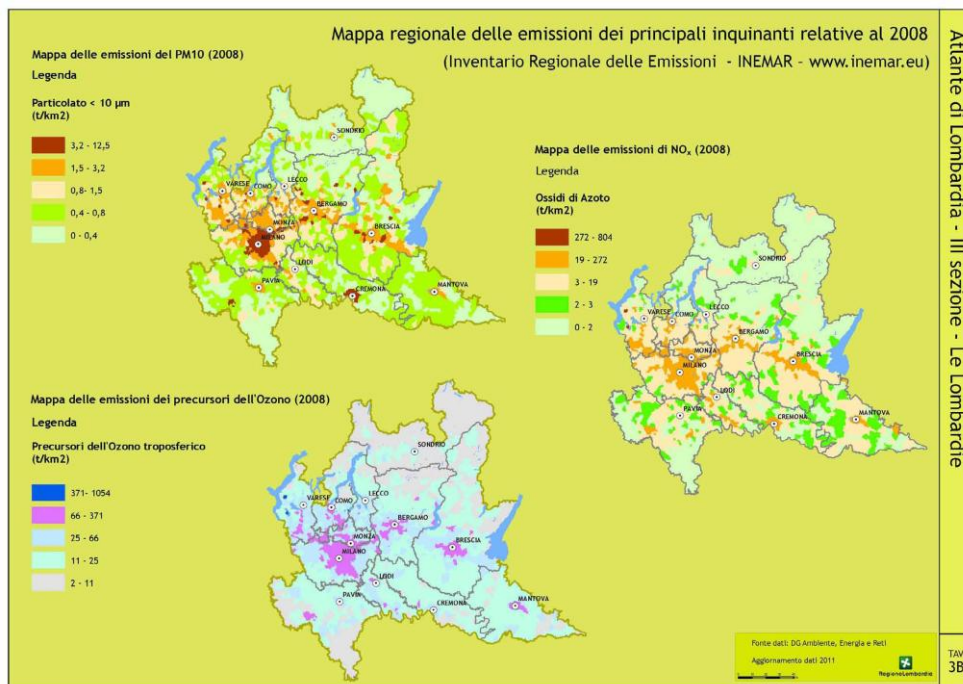 Mappa regionale delle emissioni dei principali inquinanti relative al 2008
(Inventario Regionale delle Emissioni - INEMAR - www.inemar.eu)
Mappa delle emissioni del PM10 (2008)
Legenda
Particolato < 10 µm
(t/km2)
3,2 - 12,5
1,5 - 3,2
0,8- 1,5
0,4 - 0,8
0 - 0,4
SONDRIO
LECCO
VARESE
COMO
BERGAMO
MONZA
BRESCIA
MILANO
LODI
PAVIA
CREMONA
MANTOVA
Mappa delle emissioni di NOx (2008)
Legenda
Ossidi di Azoto
(t/km2)
272 - 804
19 - 272
3 - 19
2 - 3
0 - 2
SONDRIO
LECCO
VARESE
COMO
BERGAMO
MONZA
BRESCIA
MILANO
LODI
PAVIA
CREMONA
MANTOVA
Mappa delle emissioni dei precursori dell'Ozono (2008)
Legenda
Precursori dell'Ozono troposferico
(t/km2)
371- 1054
66 - 371
25 - 66
11 - 25
2 - 11
SONDRIO
LECCO
VARESE
COMO
BERGAMO
MONZA
BRESCIA
MILANO
LODI
PAVIA
CREMONA
MANTOVA
Fonte dati: DG Ambiente, Energia e Reti
Aggiornamento dati 2011
RegioneLombardia
Atlante di Lombardia - III sezione - Le Lombardie
TAV
3B